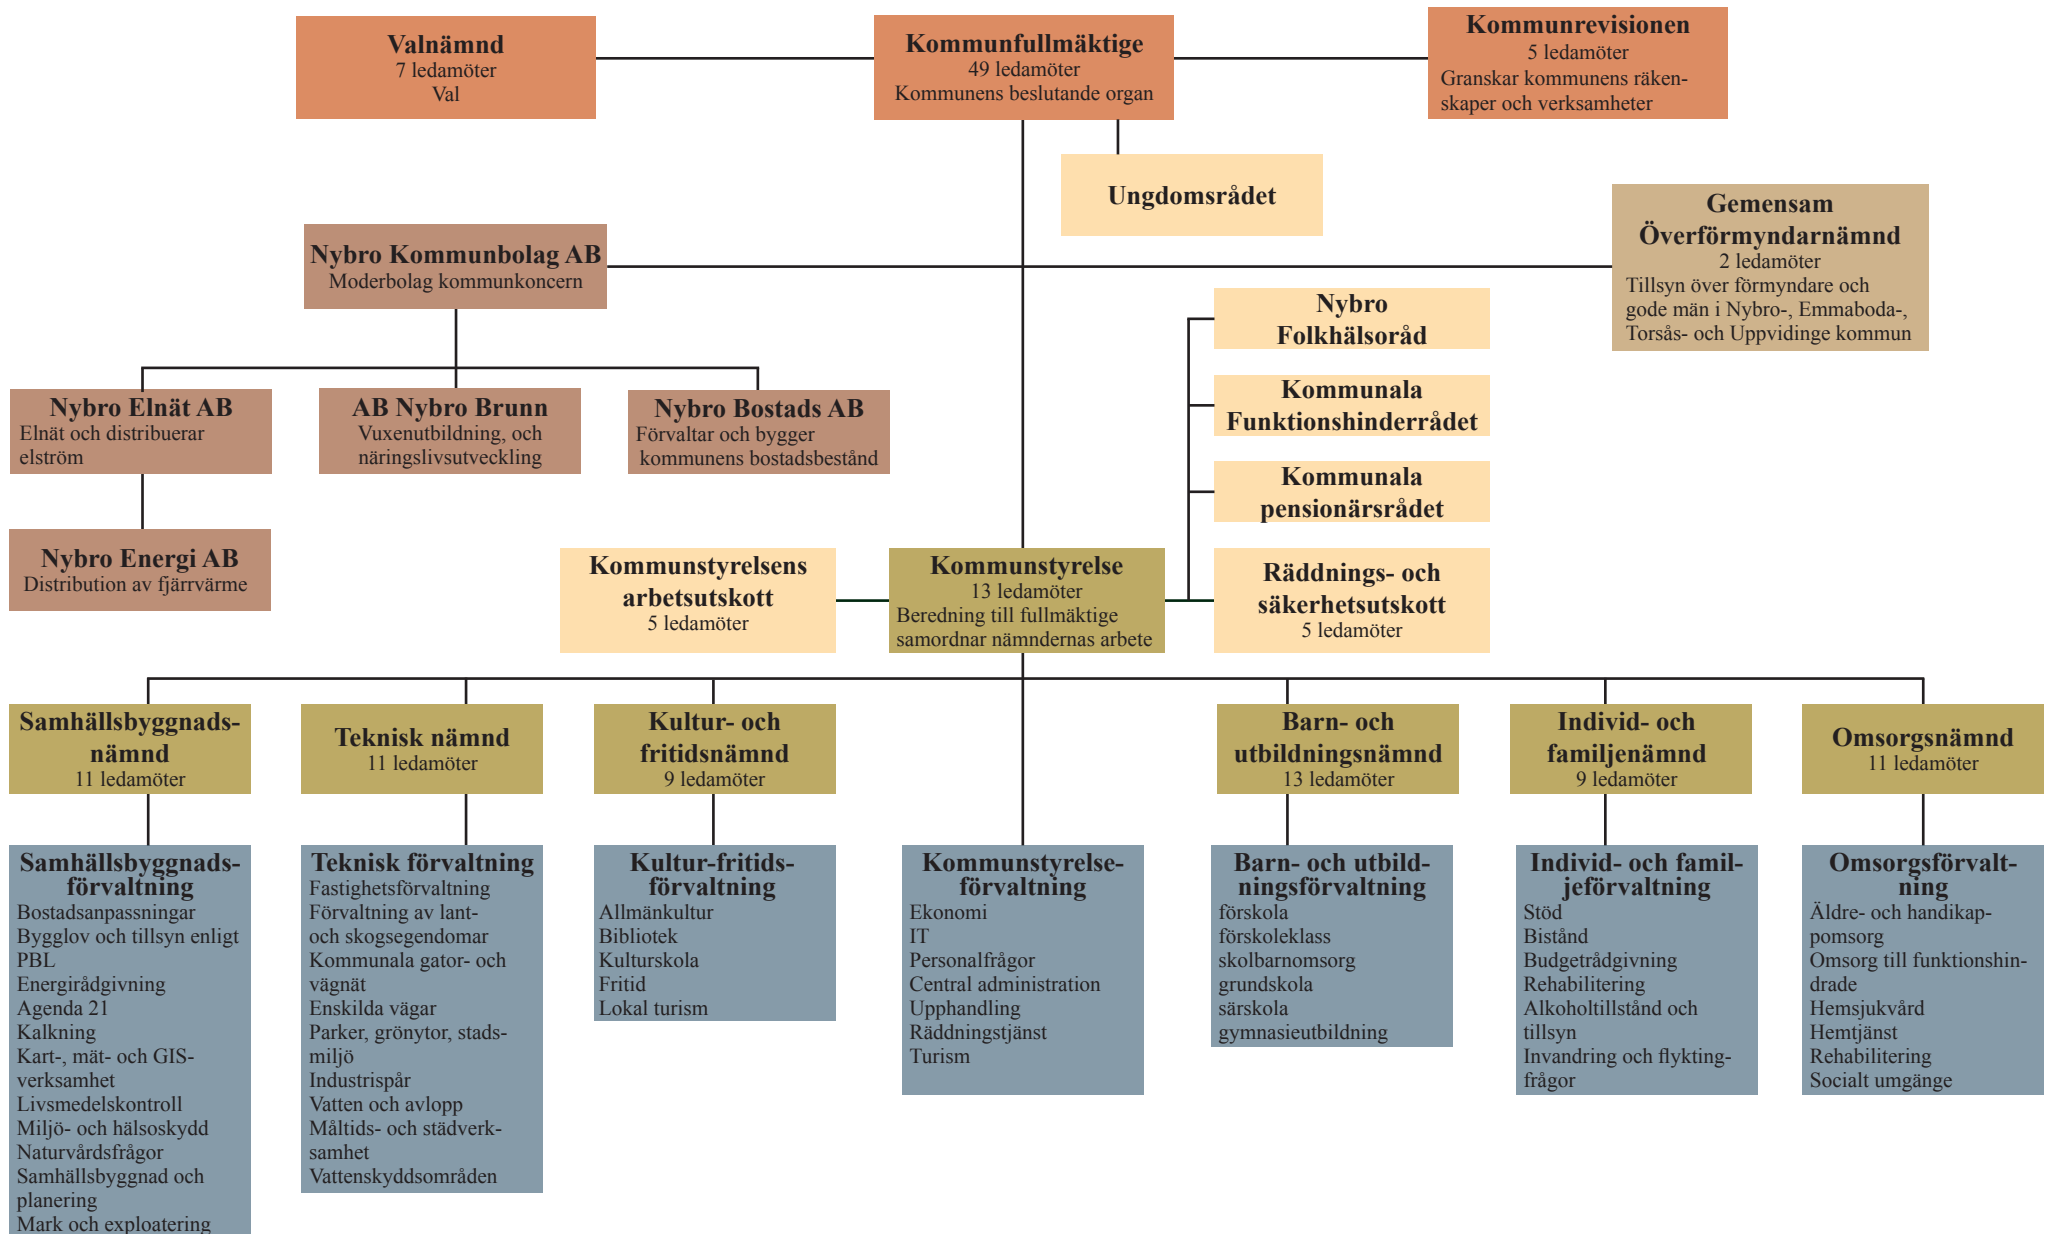 Valnämnd
7 ledamöter
Val
Kommunfullmäktige
49 ledamöter
Kommunens beslutande organ
Kommunrevisionen
5 ledamöter
Granskar kommunens räken-
skaper och verksamheter
Ungdomsrådet
Gemensam
Överförmyndarnämnd
2 ledamöter
Tillsyn över förmyndare och
gode män i Nybro-, Emmaboda-,
Torsås- och Uppvidinge kommun
Nybro Kommunbolag AB
Moderbolag kommunkoncern
Nybro
Folkhälsoråd
Kommunala
Funktionshinderrådet
Kommunala
pensionärsrådet
Nybro Elnät AB
Elnät och distribuerar
elström
AB Nybro Brunn
Vuxenutbildning, och
näringslivsutveckling
Nybro Bostads AB
Förvaltar och bygger
kommunens bostadsbestånd
Nybro Energi AB
Distribution av fjärrvärme
Kommunstyrelsens
arbetsutskott
5 ledamöter
Kommunstyrelse
13 ledamöter
Beredning till fullmäktige
samordnar nämndernas arbete
Räddnings- och
säkerhetsutskott
5 ledamöter
Samhällsbyggnads-
nämnd
11 ledamöter
Teknisk nämnd
11 ledamöter
Kultur- och
fritidsnämnd
9 ledamöter
Barn- och
utbildningsnämnd
13 ledamöter
Individ- och
familjenämnd
9 ledamöter
Omsorgsnämnd
11 ledamöter
Samhällsbyggnads-
förvaltning
Bostadsanpassningar
Bygglov och tillsyn enligt
PBL
Energirådgivning
Agenda 21
Kalkning
Kart-, mät- och GIS-
verksamhet
Livsmedelskontroll
Miljö- och hälsoskydd
Naturvårdsfrågor
Samhällsbyggnad och
planering
Mark och exploatering
Teknisk förvaltning
Fastighetsförvaltning
Förvaltning av lant-
och skogsegendomar
Kommunala gator- och
vägnät
Enskilda vägar
Parker, grönytor, stads-
miljö
Industrispår
Vatten och avlopp
Måltids- och städverk-
samhet
Vattenskyddsområden
Kultur-fritids-
förvaltning
Allmänkultur
Bibliotek
Kulturskola
Fritid
Lokal turism
Kommunstyrelse-
förvaltning
Ekonomi
IT
Personalfrågor
Central administration
Upphandling
Räddningstjänst
Turism
Barn- och utbild-
ningsförvaltning
förskola
förskoleklass
skolbarnomsorg
grundskola
särskola
gymnasieutbildning
Individ- och famil-
jeförvaltning
Stöd
Bistånd
Budgetrådgivning
Rehabilitering
Alkoholtillstånd och
tillsyn
Invandring och flykting-
frågor
Omsorgsförvalt-
ning
Äldre- och handikap-
pomsorg
Omsorg till funktionshin-
drade
Hemsjukvård
Hemtjänst
Rehabilitering
Socialt umgänge